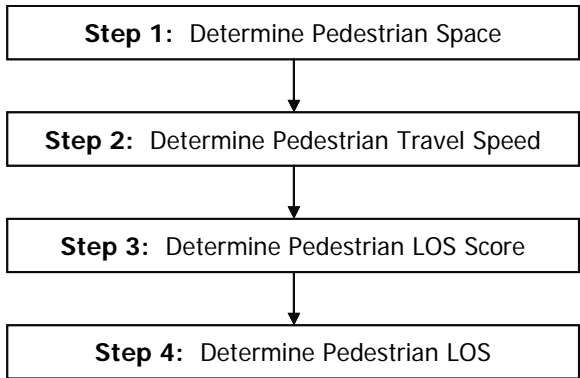 Step 1: Determine Pedestrian Space
Step 2: Determine Pedestrian Travel Speed
Step 3: Determine Pedestrian LOS Score
Step 4: Determine Pedestrian LOS